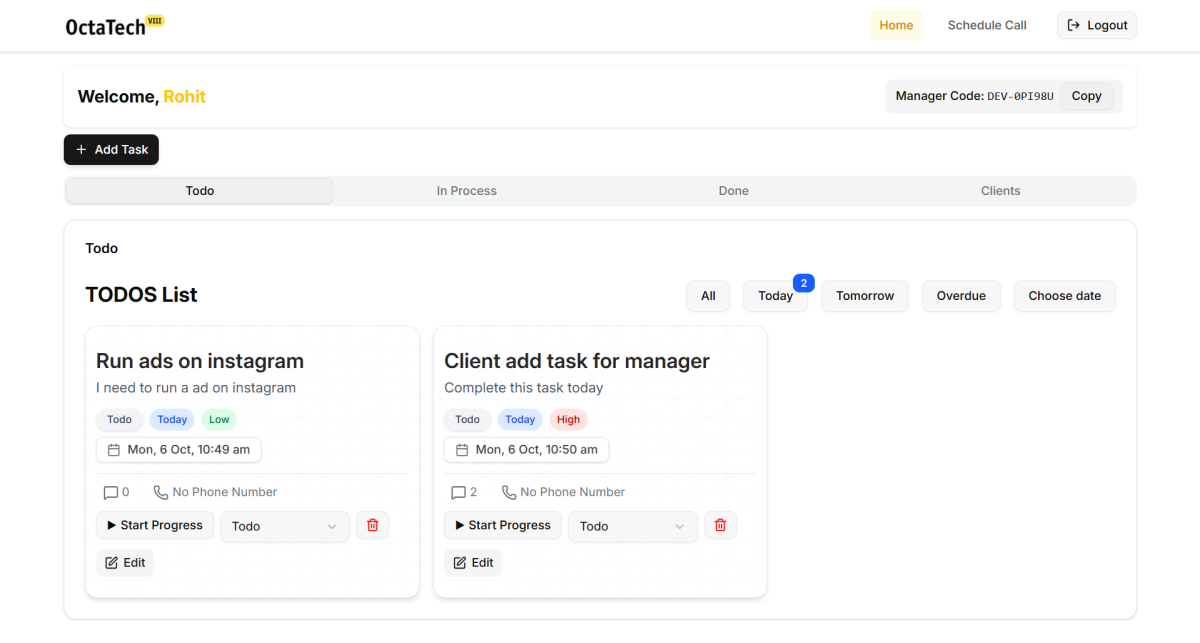 OctaTech VIII
Home Schedule Call Logout
Welcome, Rohit
Manager Code: DEV-0PI98U Copy
+ Add Task
Todo In Process Done Clients
Todo
TODOS List
All Today 2 Tomorrow Overdue Choose date
Run ads on instagram
I need to run a ad on instagram
Todo Today Low
Mon, 6 Oct, 10:49 am
0 No Phone Number
Start Progress Todo
Edit
Client add task for manager
Complete this task today
Todo Today High
Mon, 6 Oct, 10:50 am
2 No Phone Number
Start Progress Todo
Edit